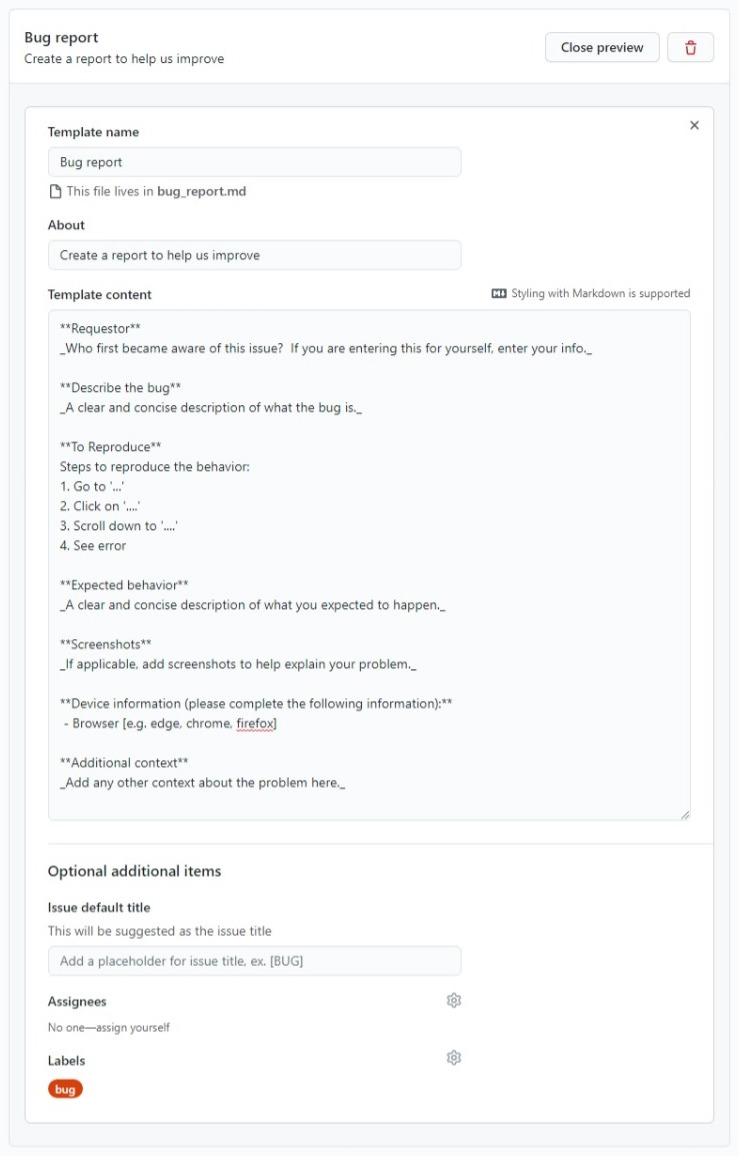 Bug report
Create a report to help us improve
Close preview
Template name
Bug report
This file lives in bug_report.md
About
Create a report to help us improve
Template content
Styling with Markdown is supported
**Requestor**
_Who first became aware of this issue?  If you are entering this for yourself, enter your info._
**Describe the bug**
_A clear and concise description of what the bug is._
**To Reproduce**
Steps to reproduce the behavior:
1. Go to '...'
2. Click on '....'
3. Scroll down to '....'
4. See error
**Expected behavior**
_A clear and concise description of what you expected to happen._
**Screenshots**
_If applicable, add screenshots to help explain your problem._
**Device information (please complete the following information):**
- Browser [e.g. edge, chrome, firefox]
**Additional context**
_Add any other context about the problem here._
Optional additional items
Issue default title
This will be suggested as the issue title
Add a placeholder for issue title, ex. [BUG]
Assignees
No one—assign yourself
Labels
bug